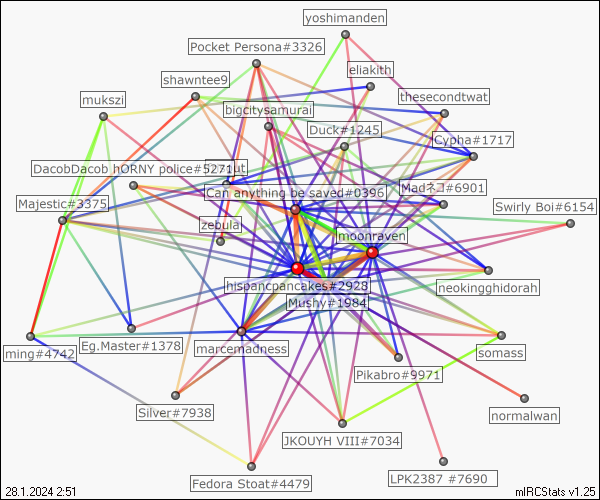 yoshimanden
Pocket Persona#3326
eliakith
shawntee9
thesecondtwat
mukszi
bigcitysamurai
Duck#1245
Cypha#1717
DacobDacob hORNY police#5271
Majestic#3375
Can anything be saved#0396
Madネコ#6901
Swirly Boi#6154
zebula
moonraven
hispancpancakes#2928
neokingghidorah
Mushy#1984
ming#4742
Eg.Master#1378
marcemadness
somass
Pikabro#9971
Silver#7938
normalwan
JKOUYH VIII#7034
Fedora Stoat#4479
LPK2387 #7690
28.1.2024 2:51
mIRCStats v1.25